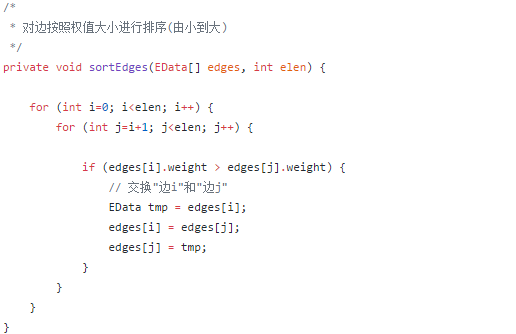 /*
 * 对边按照权值大小进行排序(由小到大)
 */
private void sortEdges(EData[] edges, int elen) {
    for (int i=0; i<elen; i++) {
        for (int j=i+1; j<elen; j++) {
            if (edges[i].weight > edges[j].weight) {
                // 交换"边i"和"边j"
                EData tmp = edges[i];
                edges[i] = edges[j];
                edges[j] = tmp;
            }
        }
    }
}